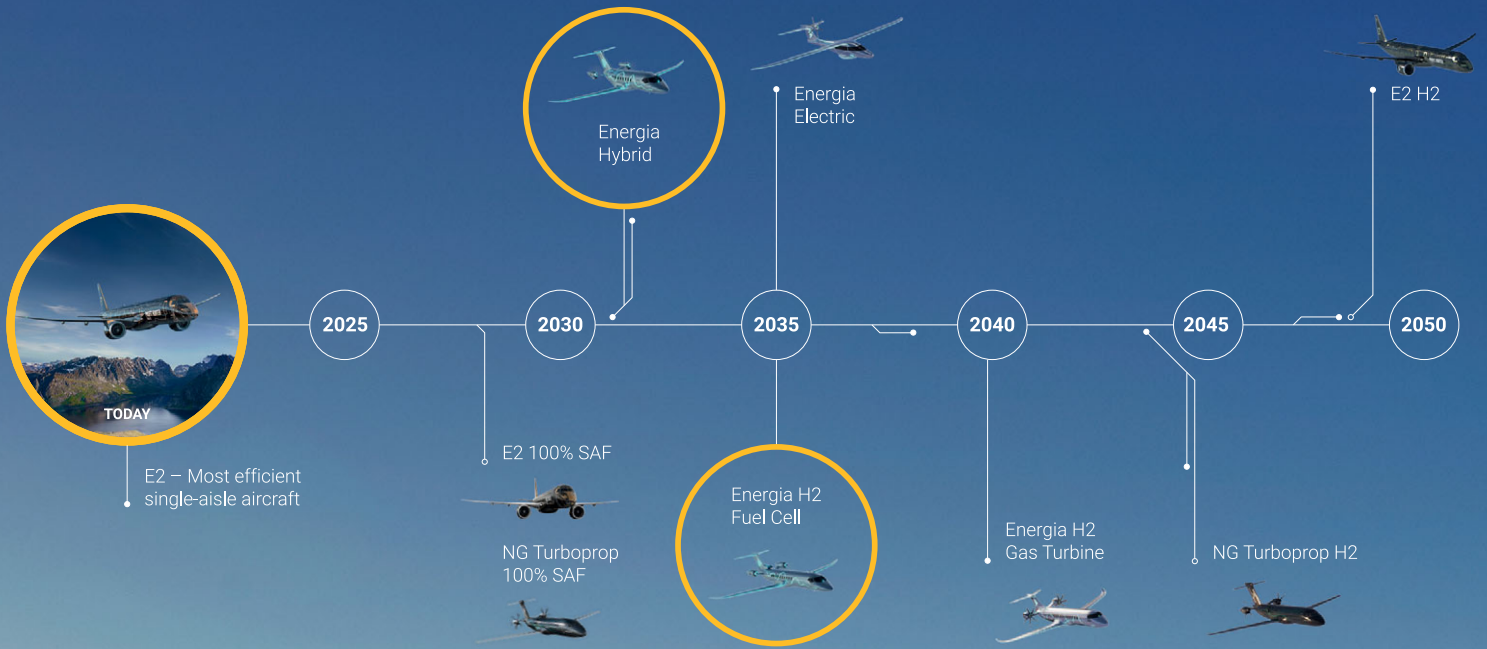 Energia
Hybrid
Energia
Electric
E2 H2
TODAY
2025
2030
2035
2040
2045
2050
E2 – Most efficient
single-aisle aircraft
E2 100% SAF
NG Turboprop
100% SAF
Energia H2
Fuel Cell
Energia H2
Gas Turbine
NG Turboprop H2